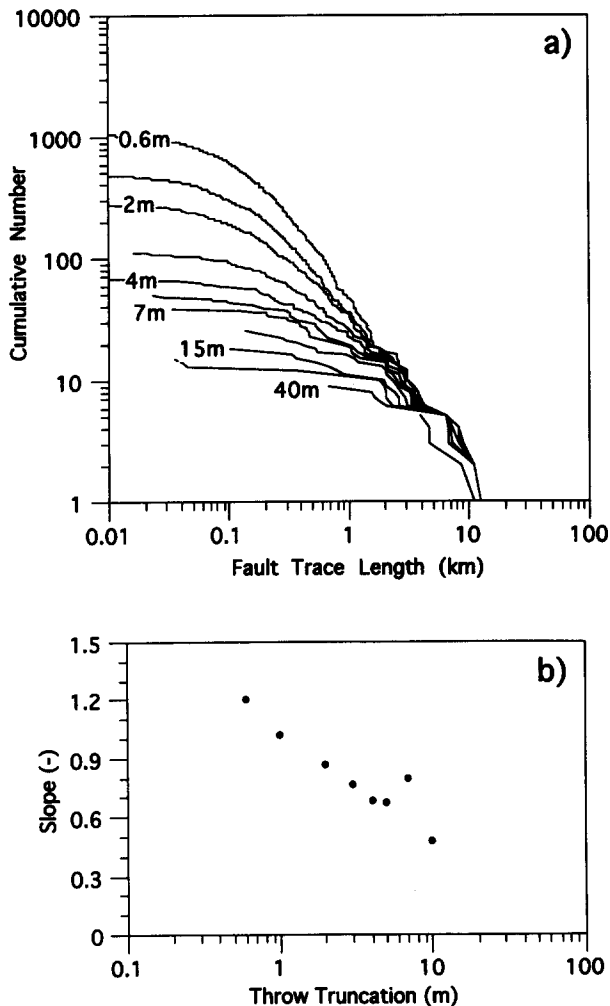 10000
a)
1000
0.6m
2m
100
4m
7m
10
15m
40m
1
0.01
0.1
1
10
100
Cumulative Number
Fault Trace Length (km)
1.5
b)
1.2
0.9
0.6
0.3
0
0.1
1
10
100
Slope (-)
Throw Truncation (m)